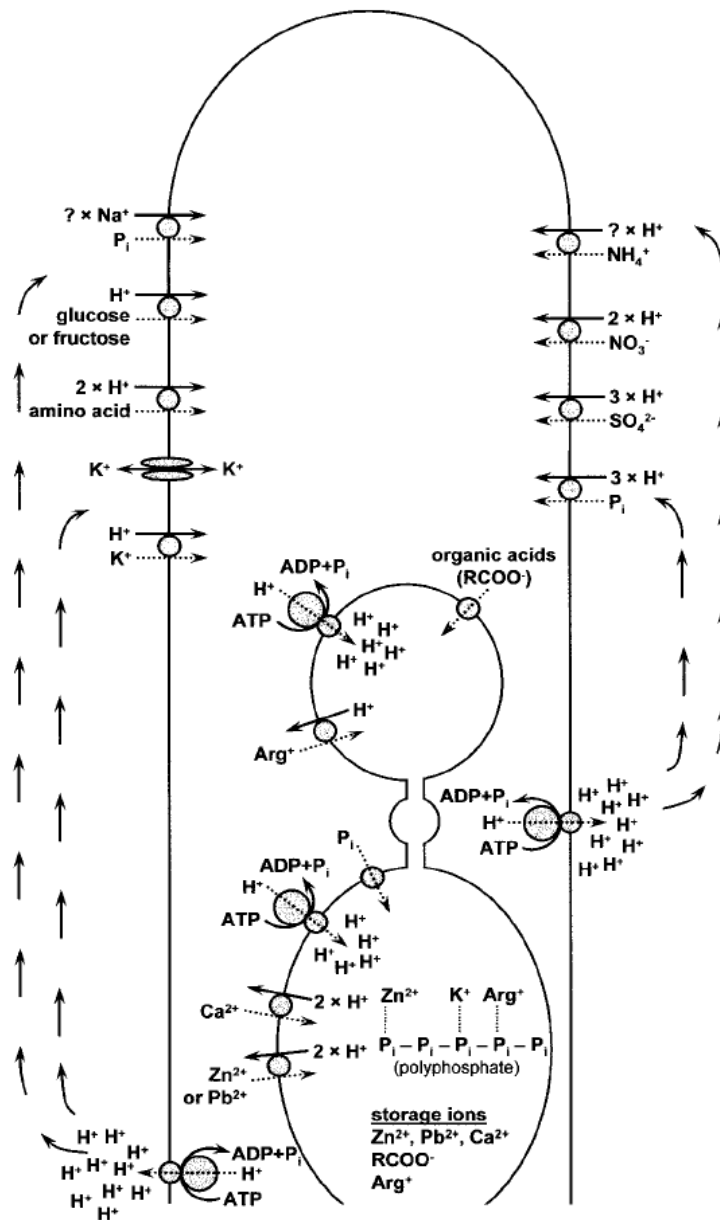 ? × Na⁺
Pᵢ
H⁺
glucose
or fructose
2 × H⁺
amino acid
K⁺ K⁺
H⁺
K⁺
? × H⁺
NH₄⁺
2 × H⁺
NO₃⁻
3 × H⁺
SO₄²⁻
3 × H⁺
Pᵢ
organic acids
(RCOO⁻)
ADP+Pᵢ
H⁺
ATP
H⁺
H⁺
H⁺ H⁺
H⁺ H⁺
H⁺
Arg⁺
ADP+Pᵢ
H⁺
ATP
H⁺ H⁺
H⁺ H⁺
H⁺
H⁺ H⁺
H⁺ H⁺
Pᵢ
ADP+Pᵢ
H⁺
ATP
H⁺
H⁺
H⁺ H⁺ H⁺
Ca²⁺
2 × H⁺
Zn²⁺
or Pb²⁺
2 × H⁺
Zn²⁺ K⁺ Arg⁺
Pᵢ – Pᵢ – Pᵢ – Pᵢ – Pᵢ
(polyphosphate)
storage ions
Zn²⁺, Pb²⁺, Ca²⁺
RCOO⁻
Arg⁺
H⁺ H⁺
H⁺
H⁺ H⁺ H⁺
H⁺ H⁺ H⁺
H⁺ H⁺
ADP+Pᵢ
H⁺
ATP